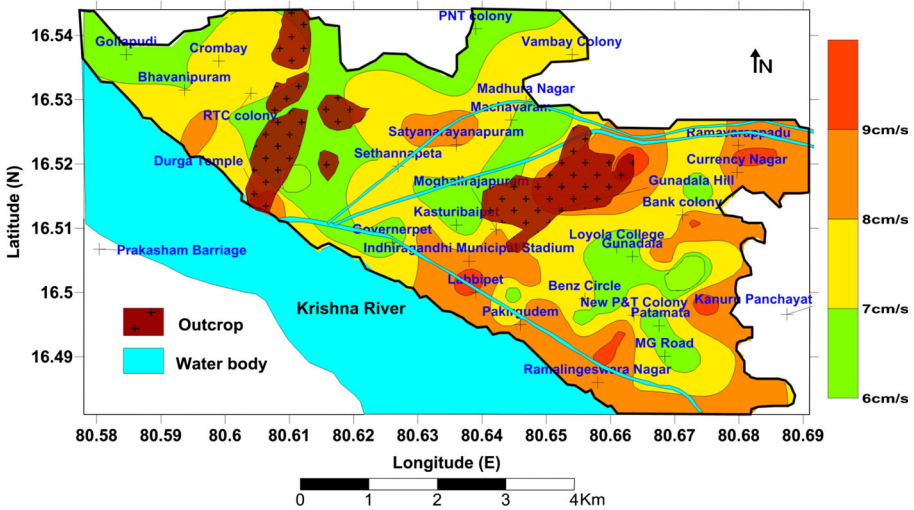 PNT colony
16.54
Gollapudi
Crombay
Vambay Colony
N
Bhavanipuram
Madhura Nagar
16.53
Machavaram
9cm/s
RTC colony
Satyanarayanapuram
Ramavarappadu
Sethannapeta
Durga Temple
Currency Nagar
16.52
Moghalrajapuram
Gunadala Hill
Latitude (N)
Kasturibaipet
Bank colony
8cm/s
16.51
Governerpet
Loyola College
Prakasham Barriage
Indhiragandhi Municipal Stadium
Gunadala
Labbipet
Benz Circle
16.5
Krishna River
New P&T Colony
Kanuru Panchayat
7cm/s
Pakingudem
Patamata
Outcrop
MG Road
16.49
Water body
Ramalingeswara Nagar
6cm/s
80.58 80.59 80.6 80.61 80.62 80.63 80.64 80.65 80.66 80.67 80.68 80.69
Longitude (E)
0 1 2 3 4Km